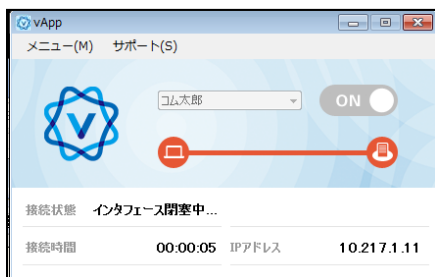 vApp
メニュー(M) サポート(S)
V
コム太郎
ON
接続状態 インタフェース閉塞中...
接続時間 00:00:05 IPアドレス 10.217.1.11